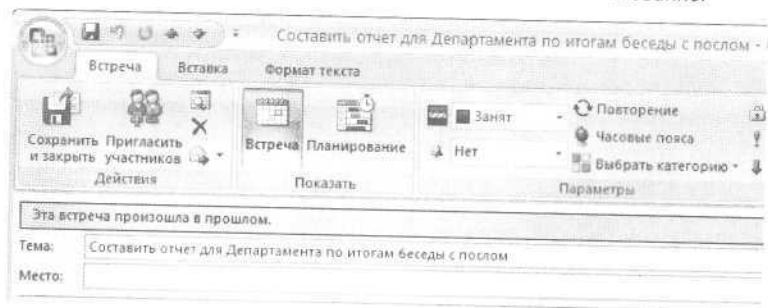 Составить отчет для Департамента по итогам беседы с послом -
Встреча Вставка Формат текста
Сохранить и закрыть
Пригласить участников
Встреча Планирование
Занят
Нет
Повторение
Часовые пояса
Выбрать категорию
Действия Показать Параметры
Эта встреча произошла в прошлом.
Тема: Составить отчет для Департамента по итогам беседы с послом
Место: